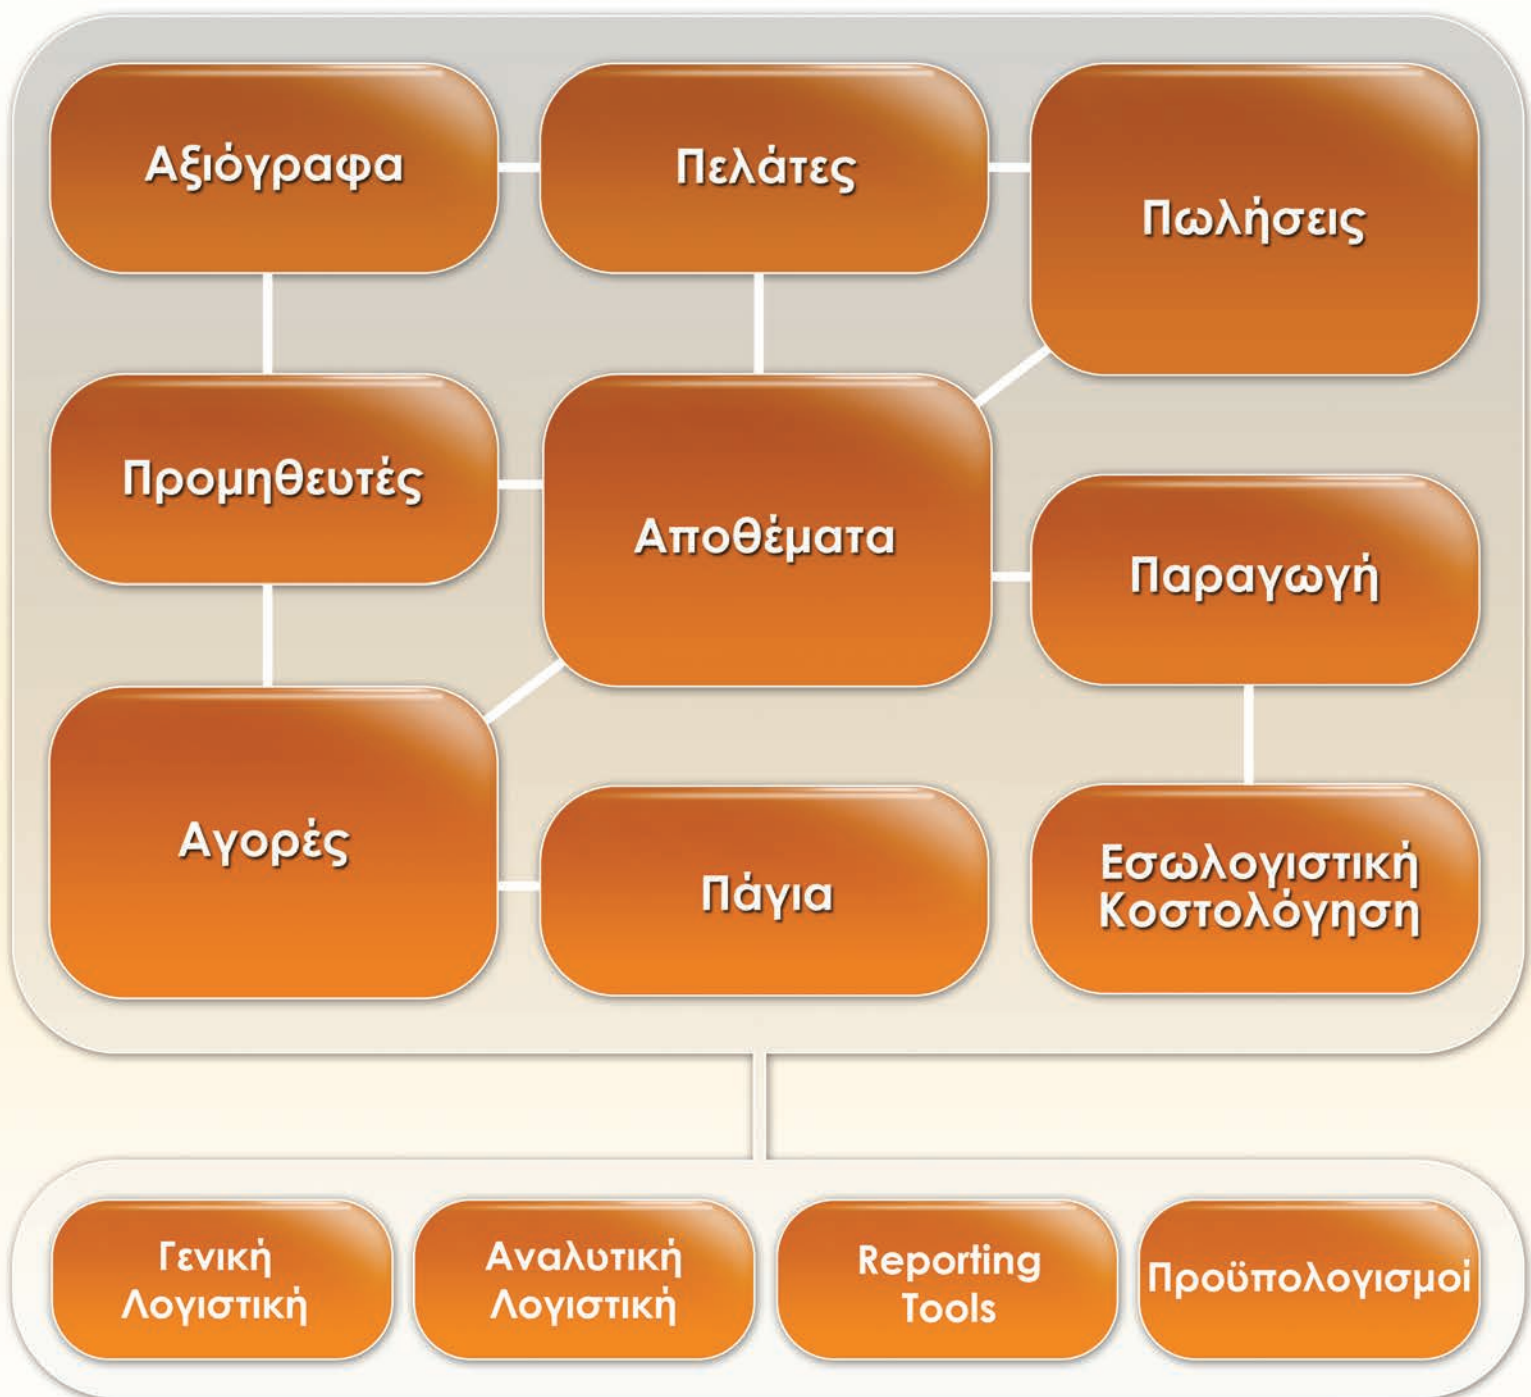 Αξιόγραφα
Πελάτες
Πωλήσεις
Προμηθευτές
Αποθέματα
Παραγωγή
Αγορές
Πάγια
Εσωλογιστική
Κοστολόγηση
Γενική
Λογιστική
Αναλυτική
Λογιστική
Reporting
Tools
Προϋπολογισμοί